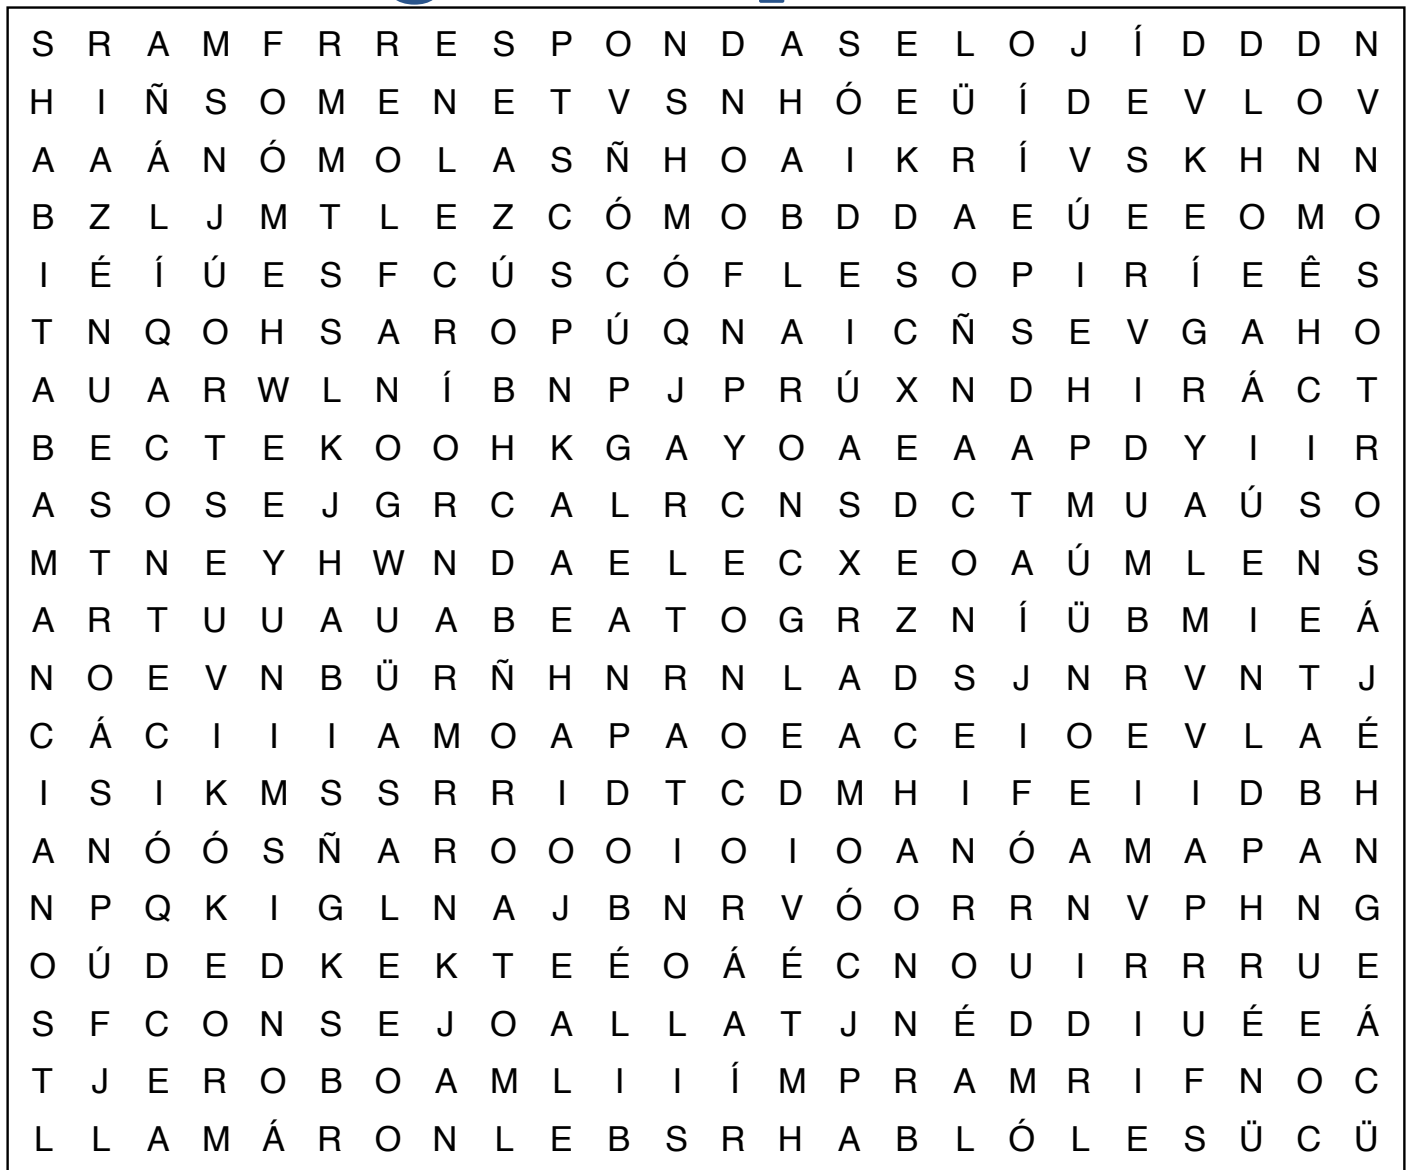 S R A M F R R E S P O N D A S E L O J Í D D D N
H I Ñ S O M E N E T V S N H Ó E Ü Í D E V L O V
A A Á N Ó M O L A S Ñ H O A I K R Í V S K H N N
B Z L J M T L E Z C Ó M O B D D A E Ú E E O M O
I É Í Ú E S F C Ú S C Ó F L E S O P I R Í E Ê S
T N Q O H S A R O P Ú Q N A I C Ñ S E V G A H O
A U A R W L N Í B N P J P R Ú X N D H I R Á C T
B E C T E K O O H K G A Y O A E A A P D Y I I R
A S O S E J G R C A L R C N S D C T M U A Ú S O
M T N E Y H W N D A E L E C X E O A Ú M L E N S
A R T U U A U A B E A T O G R Z N Í Ü B M I E Á
N O E V N B Ü R Ñ H N R N L A D S J N R V N T J
C Á C I I I A M O A P A O E A C E I O E V L A É
I S I K M S S R R I D T C D M H I F E I I D B H
A N Ó Ó S Ñ A R O O O I O I O A N Ó A M A P A N
N P Q K I G L N A J B N R V Ó O R R N V P H N G
O Ú D E D K E K T E É O Á É C N O U I R R R U E
S F C O N S E J O A L L A T J N É D D I U É E Á
T J E R O B O A M L I I Í M P R A M R I F N O C
L L A M Á R O N L E B S R H A B L Ó L E S Ü C Ü